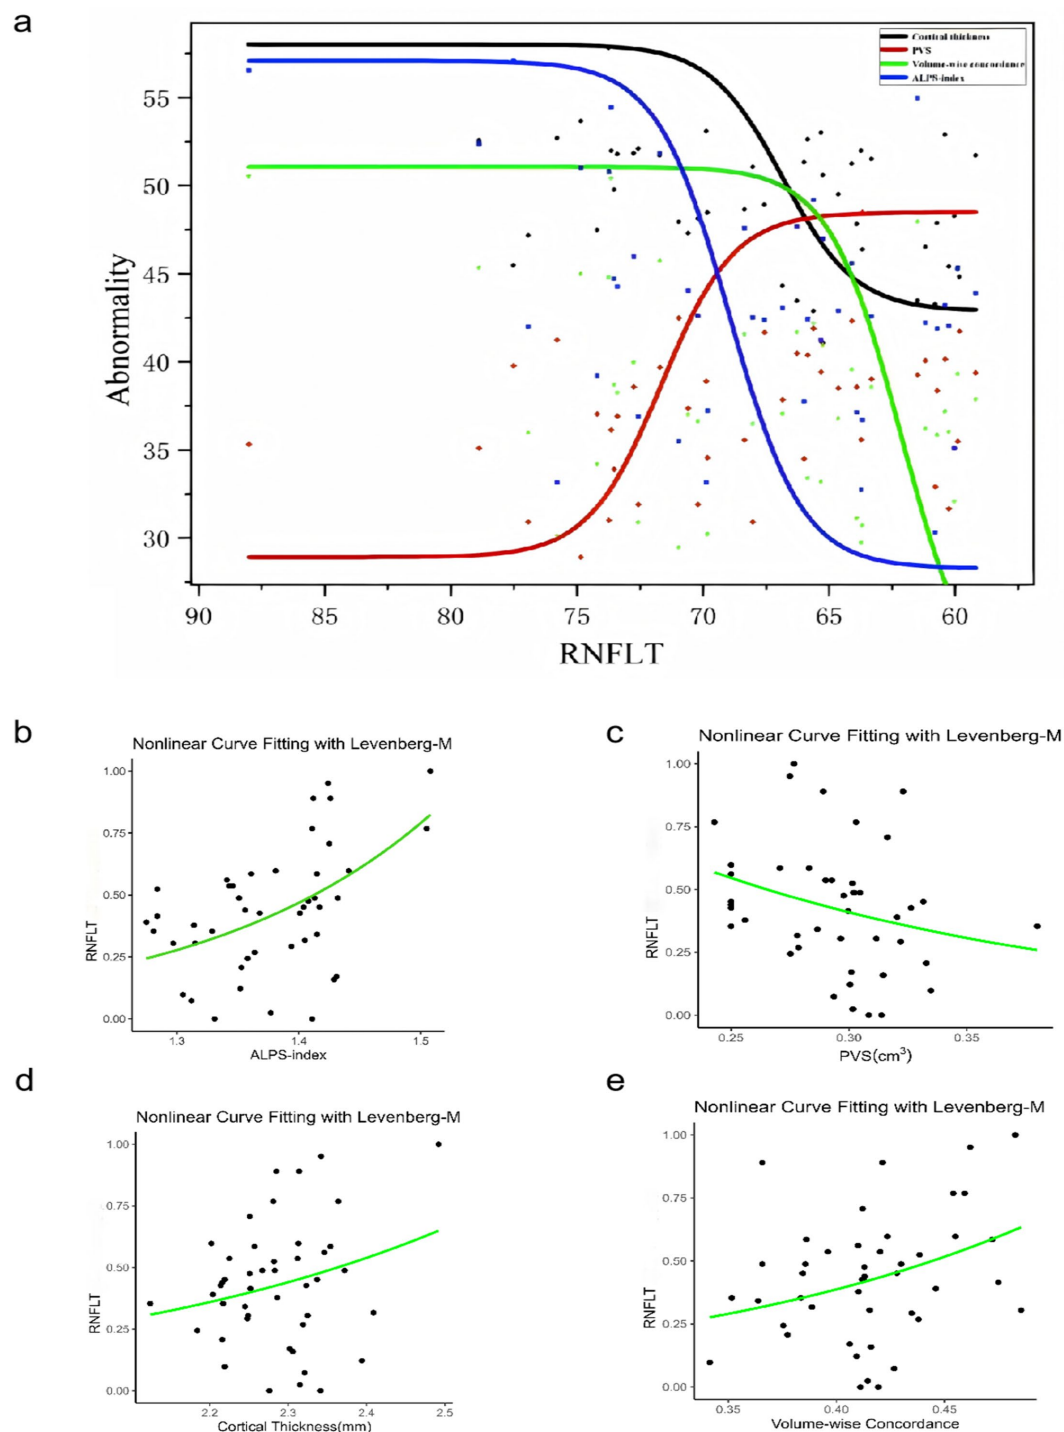 a
Cortical thickness
PVS
Volume-wise concordance
ALPS-index
55
50
45
40
35
30
Abnormality
90 85 80 75 70 65 60
RNFLT
b
Nonlinear Curve Fitting with Levenberg-M
1.00
0.75
0.50
0.25
0.00
RNFLT
1.3 1.4 1.5
ALPS-index
c
Nonlinear Curve Fitting with Levenberg-M
1.00
0.75
0.50
0.25
0.00
RNFLT
0.25 0.30 0.35
PVS(cm³)
d
Nonlinear Curve Fitting with Levenberg-M
1.00
0.75
0.50
0.25
0.00
RNFLT
2.2 2.3 2.4 2.5
Cortical Thickness(mm)
e
Nonlinear Curve Fitting with Levenberg-M
1.00
0.75
0.50
0.25
0.00
RNFLT
0.35 0.40 0.45
Volume-wise Concordance